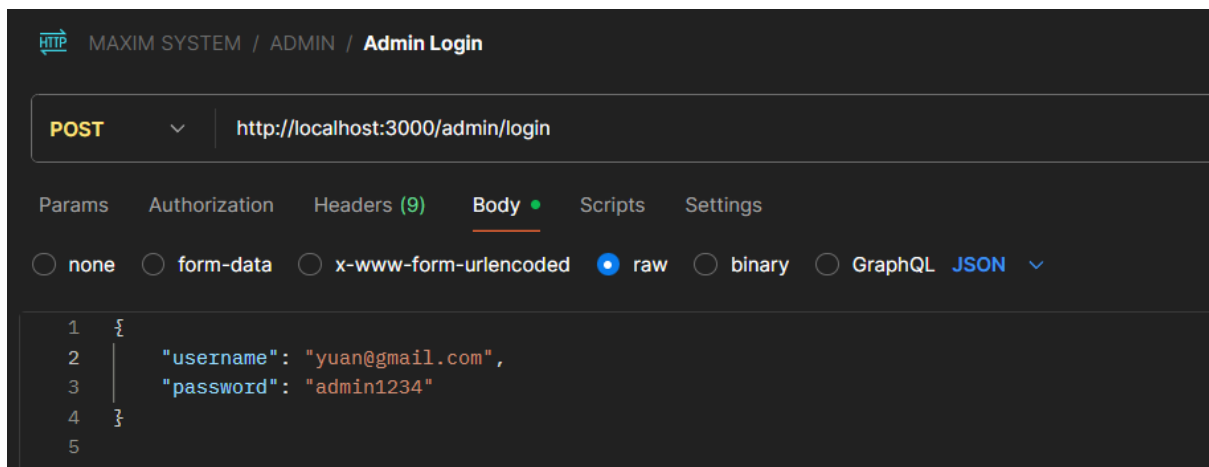 HTTP MAXIM SYSTEM / ADMIN / Admin Login
POST http://localhost:3000/admin/login
Params Authorization Headers (9) Body Scripts Settings
none form-data x-www-form-urlencoded raw binary GraphQL JSON
1 {
2 "username": "yuan@gmail.com",
3 "password": "admin1234"
4 }
5